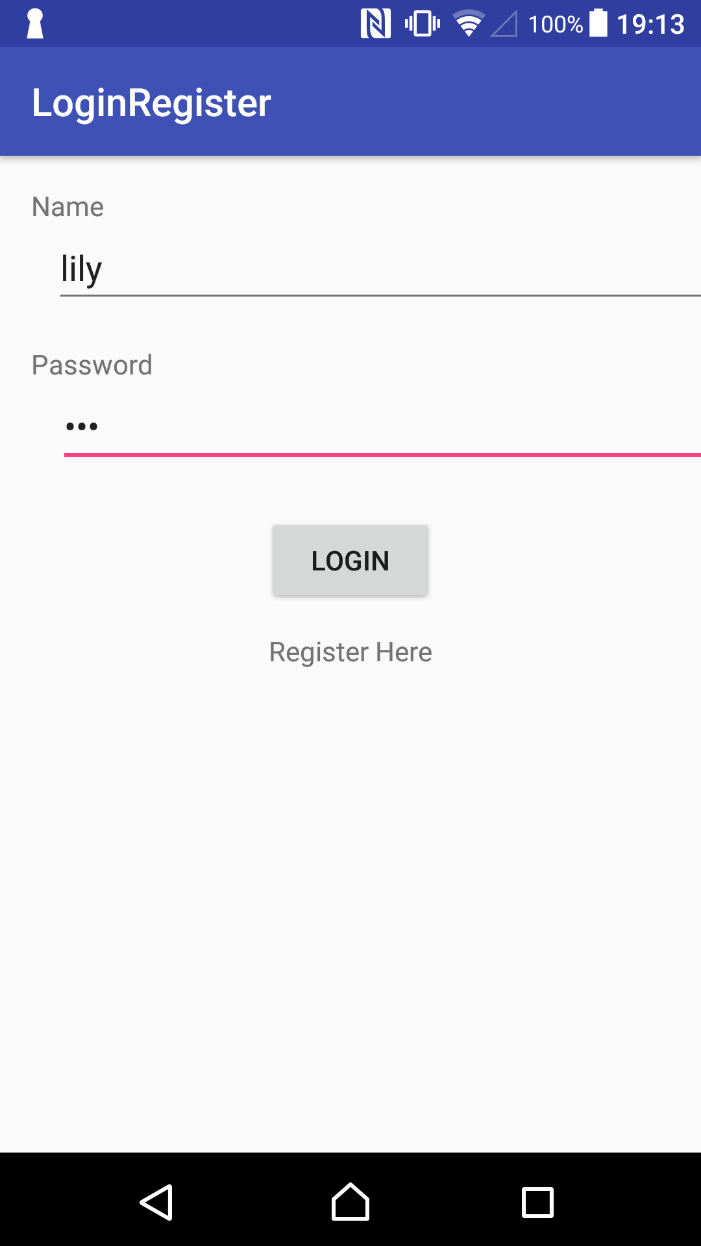 100% 19:13
LoginRegister
Name
lily
Password
•••
LOGIN
Register Here